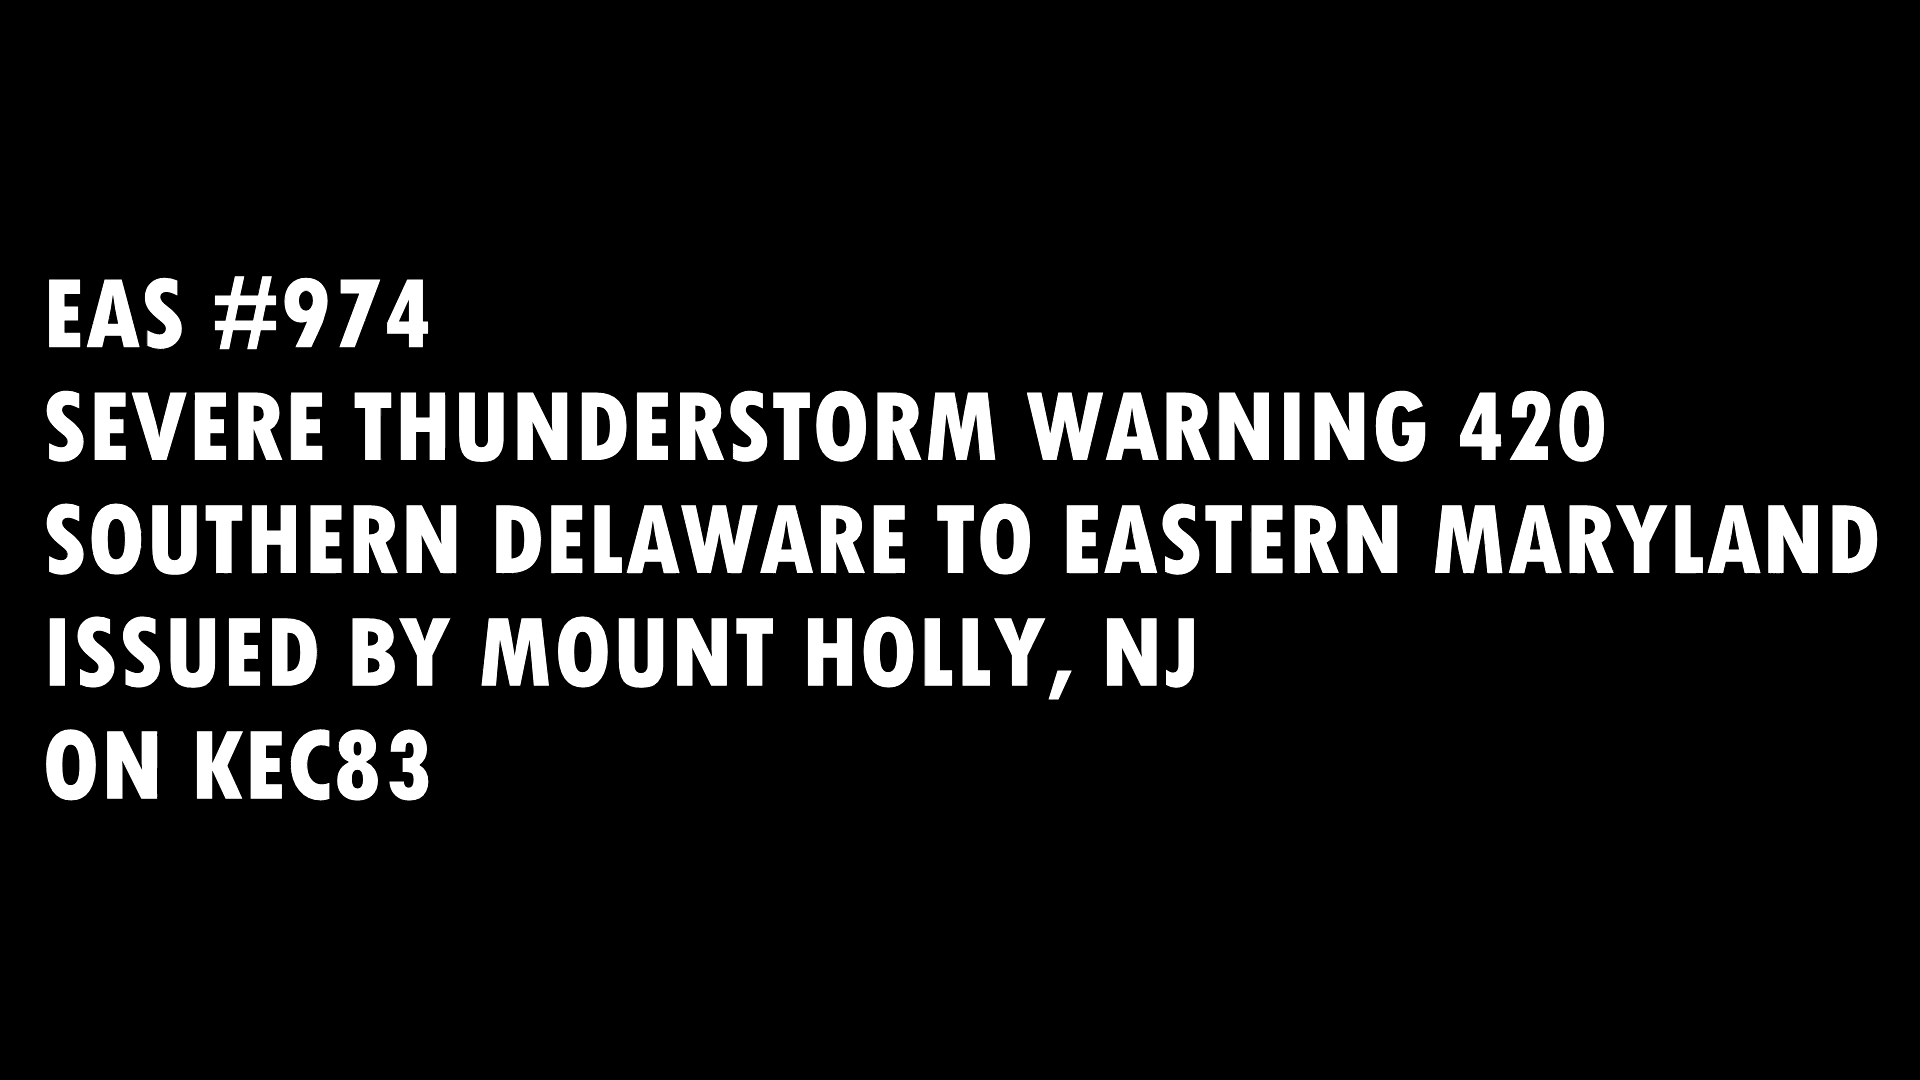 EAS #974
SEVERE THUNDERSTORM WARNING 420
SOUTHERN DELAWARE TO EASTERN MARYLAND
ISSUED BY MOUNT HOLLY, NJ
ON KEC83